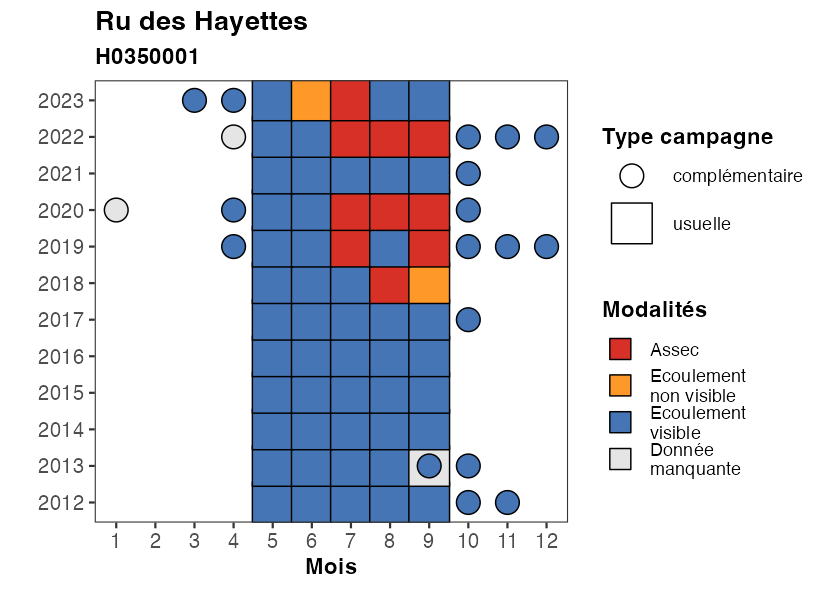 Ru des Hayettes
H0350001
2023
2022
2021
2020
2019
2018
2017
2016
2015
2014
2013
2012
1 2 3 4 5 6 7 8 9 10 11 12
Mois
Type campagne
complémentaire
usuelle
Modalités
Assec
Ecoulement
non visible
Ecoulement
visible
Donnée
manquante